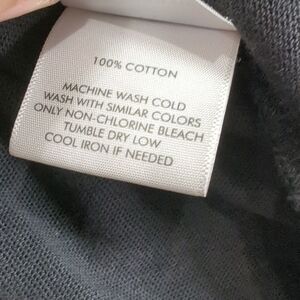 100% COTTON
MACHINE WASH COLD
WASH WITH SIMILAR COLORS
ONLY NON-CHLORINE BLEACH
TUMBLE DRY LOW
COOL IRON IF NEEDED